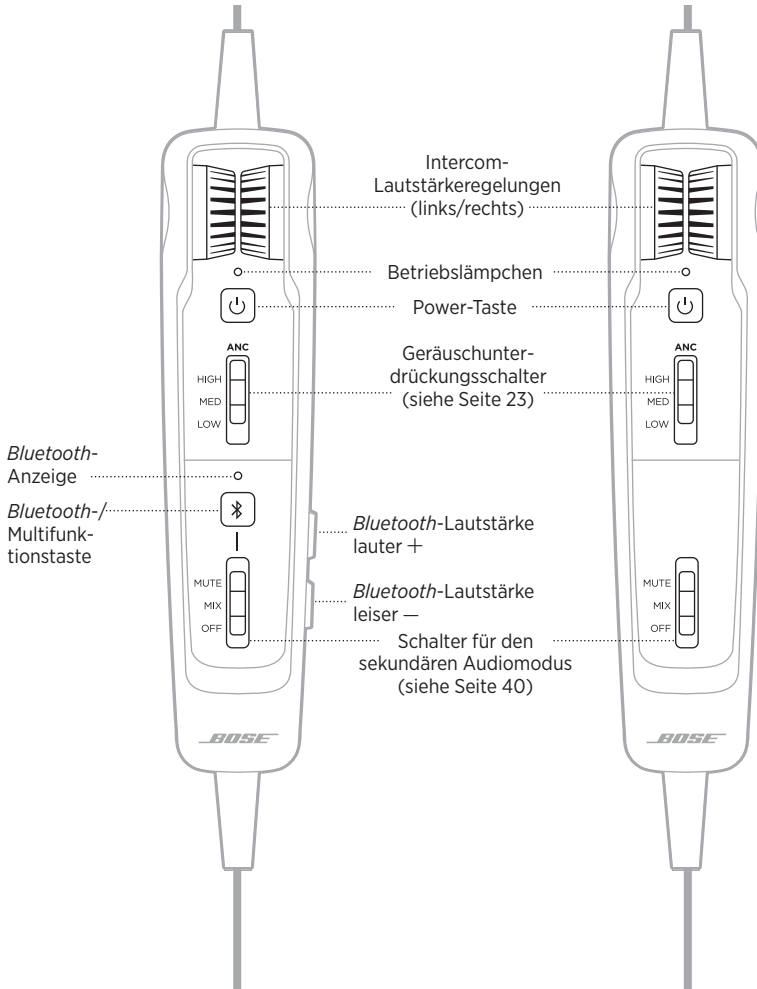 Intercom-
Lautstärkeregelungen
(links/rechts)
Betriebslämpchen
Power-Taste
ANC
HIGH
MED
LOW
Geräuschunter-
drückungsschalter
(siehe Seite 23)
ANC
HIGH
MED
LOW
Bluetooth-
Anzeige
Bluetooth-/
Multifunk-
tionstaste
Bluetooth-Lautstärke
lauter +
Bluetooth-Lautstärke
leiser –
MUTE
MIX
OFF
Schalter für den
sekundären Audiomodus
(siehe Seite 40)
MUTE
MIX
OFF
BOSE
BOSE